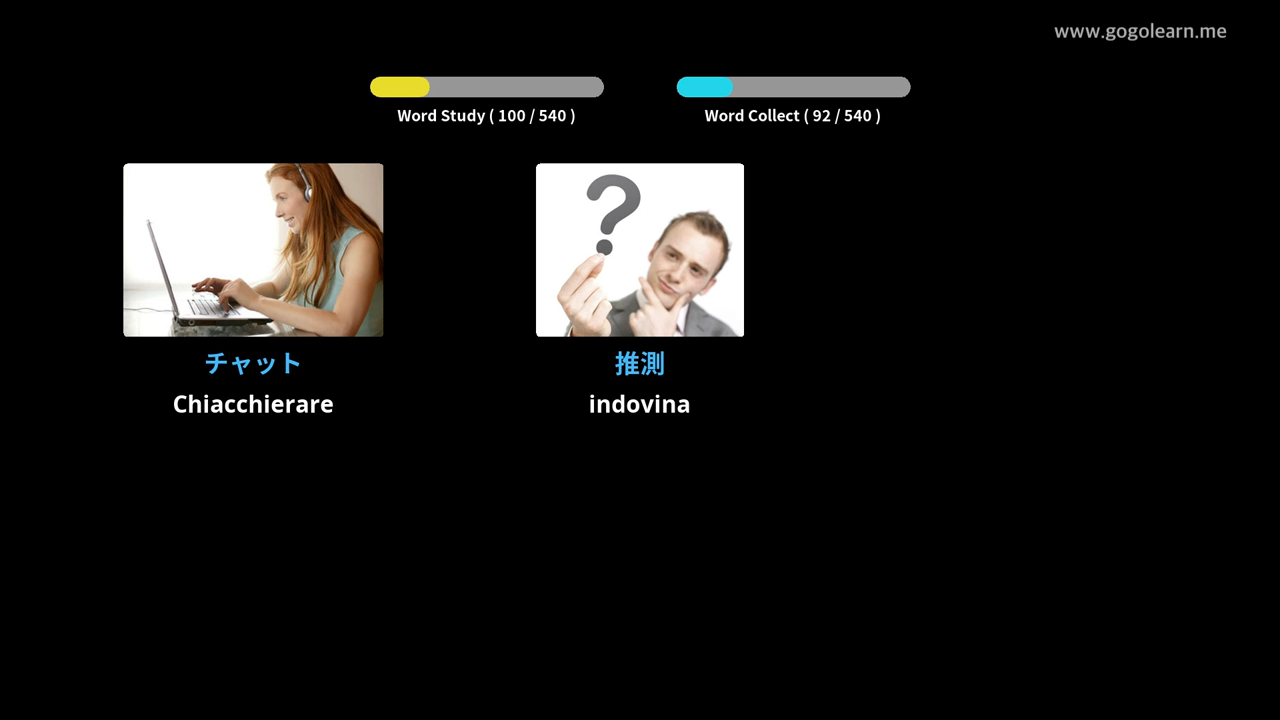 www.gogolearn.me
Word Study ( 100 / 540 )
Word Collect ( 92 / 540 )
チャット
Chiacchierare
推測
indovina